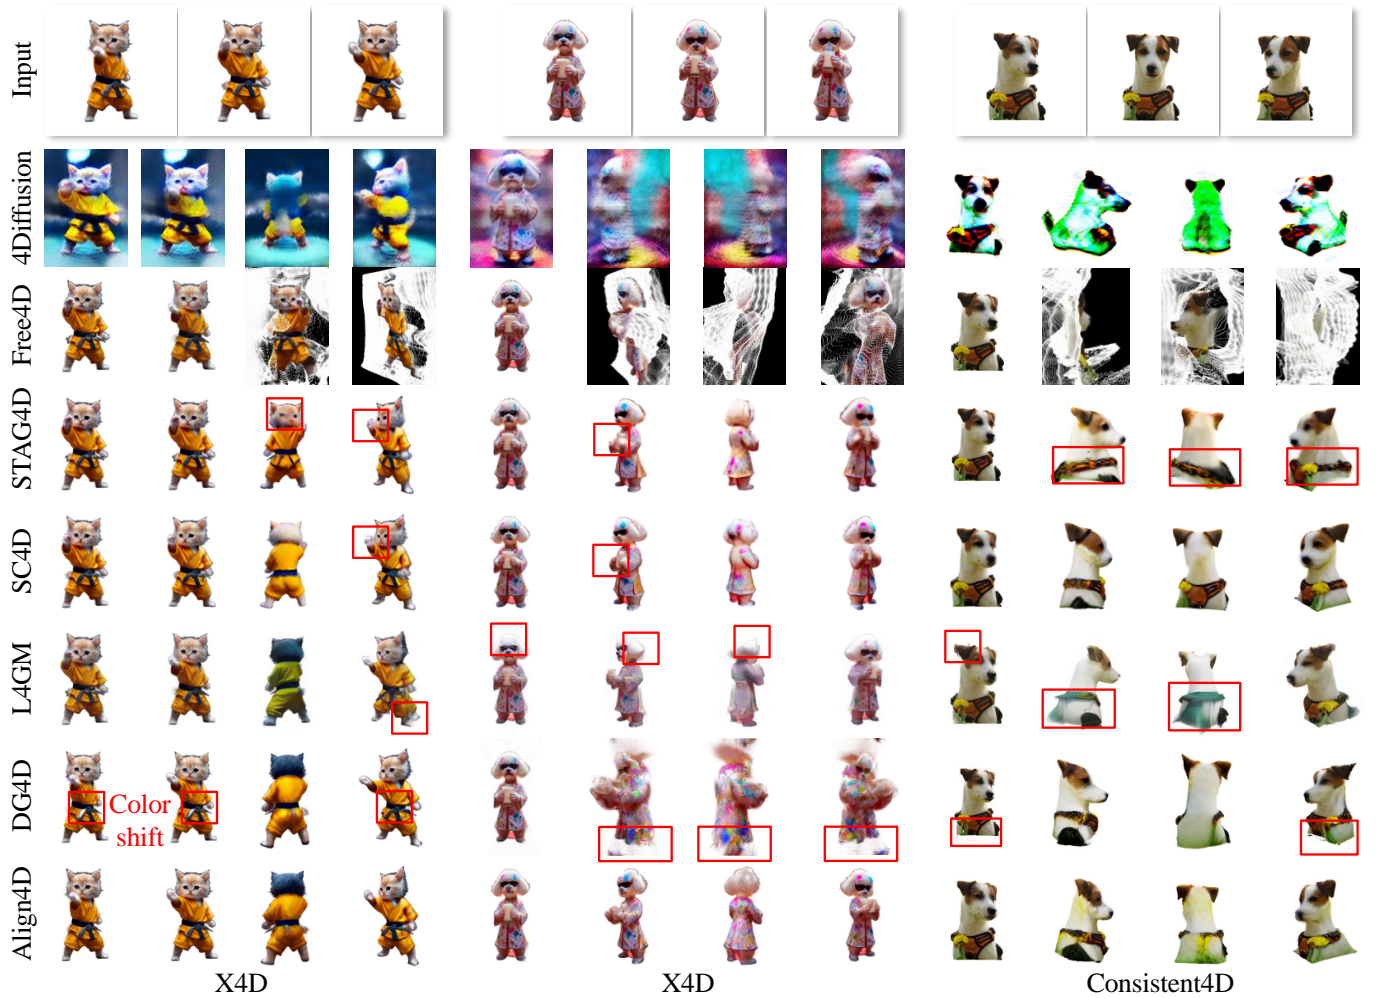 Input
4Diffusion
Free4D
STAG4D
SC4D
L4GM
DG4D
Color
shift
Align4D
X4D
X4D
Consistent4D